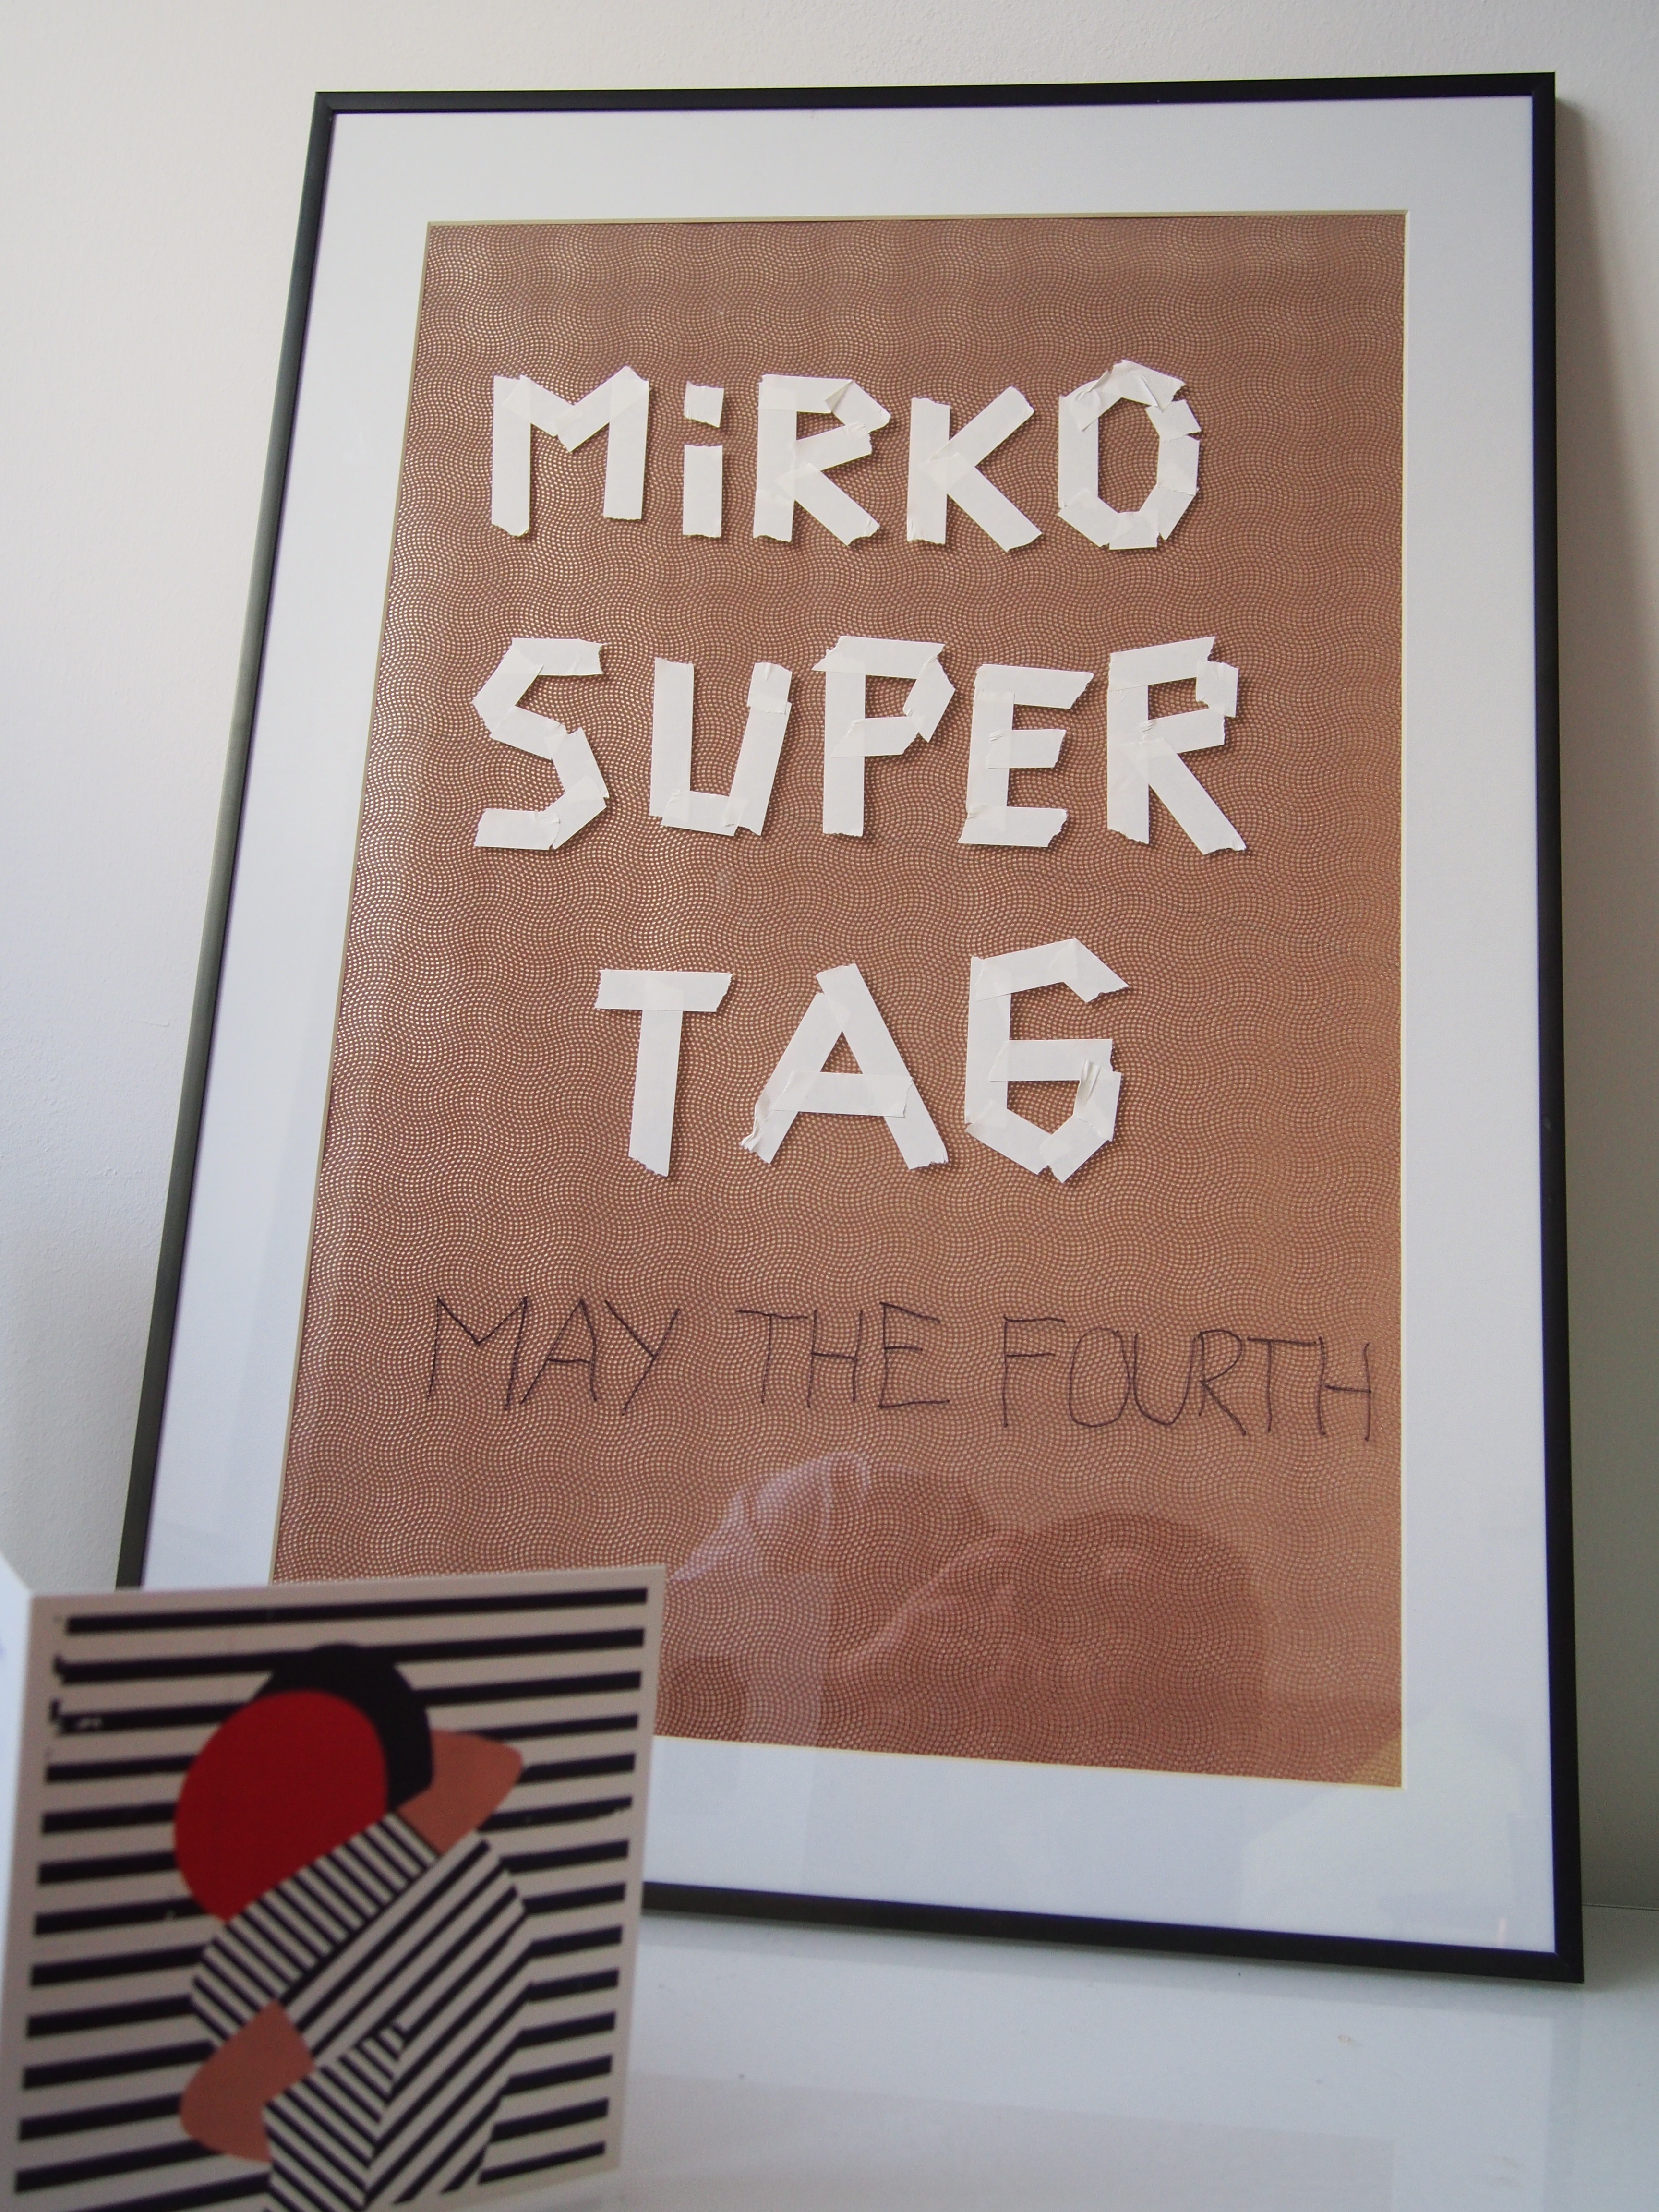 MiRKO
SUPER
TAG
MAY THE FOURTH